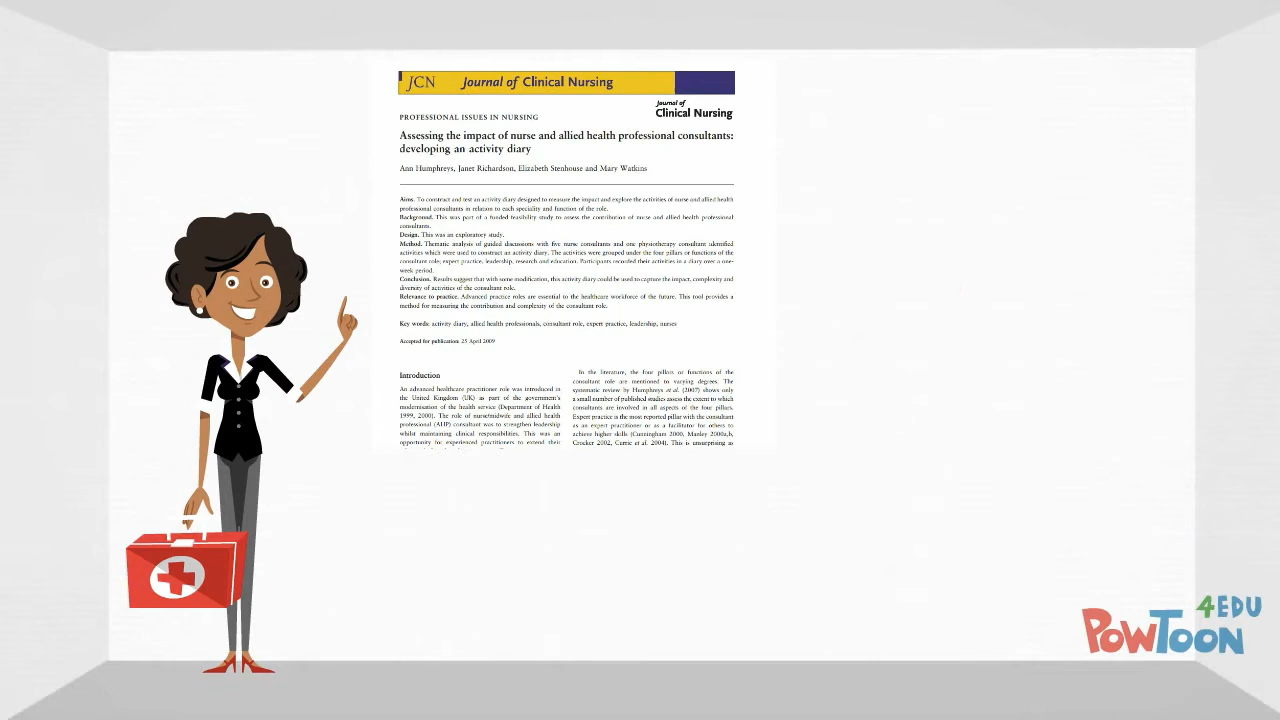 JCN Journal of Clinical Nursing
Journal of
Clinical Nursing
PROFESSIONAL ISSUES IN NURSING
Assessing the impact of nurse and allied health professional consultants:
developing an activity diary
Ann Humphreys, Janet Richardson, Elizabeth Stenhouse and Mary Watkins
Aims. To construct and test an activity diary designed to measure the impact and explore the activities of nurse and allied health
professional consultants in relation to each speciality and function of the role.
Background. This was part of a funded feasibility study to assess the contribution of nurse and allied health professional
consultants.
Design. This was an exploratory study.
Method. Thematic analysis of guided discussions with five nurse consultants and one physiotherapy consultant identified
activities which were used to construct an activity diary. The activities were grouped under the four pillars or functions of the
consultant role; expert practice, leadership, research and education. Participants recorded their activities in a diary over a one-
week period.
Conclusion. Results suggest that with some modification, this activity diary could be used to capture the impact, complexity and
diversity of activities of the consultant role.
Relevance to practice. Advanced practice roles are essential to the healthcare workforce of the future. This tool provides a
method for measuring the contribution and complexity of the consultant role.
Key words: activity diary, allied health professionals, consultant role, expert practice, leadership, nurses
Accepted for publication: 25 April 2009
Introduction
An advanced healthcare practitioner role was introduced in
the United Kingdom (UK) as part of the government's
modernisation of the health service (Department of Health
1999, 2000). The role of nurse/midwife and allied health
professional (AHP) consultant was to strengthen leadership
whilst maintaining clinical responsibilities. This was an
opportunity for experienced practitioners to extend their
In the literature, the four pillars or functions of the
consultant role are mentioned to varying degrees. The
systematic review by Humphreys et al. (2007) shows only
a small number of published studies assess the extent to which
consultants are involved in all aspects of the four pillars.
Expert practice is the most reported pillar with the consultant
as an expert practitioner or as a facilitator for others to
achieve higher skills (Cunningham 2000, Manley 2000a,b,
Crocker 2002, Currie et al. 2004). This is unsurprising as
POWTOON 4EDU